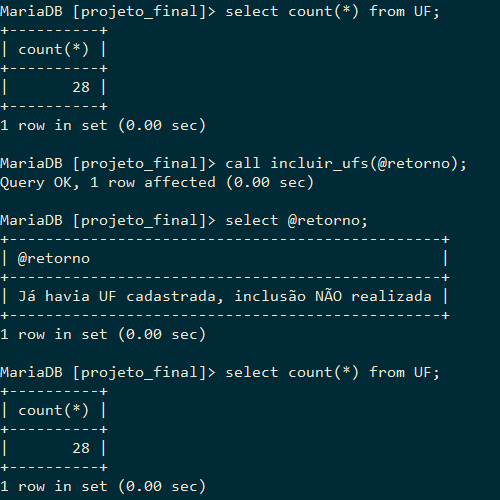 MariaDB [projeto_final]> select count(*) from UF;
+----------+
| count(*) |
+----------+
|       28 |
+----------+
1 row in set (0.00 sec)

MariaDB [projeto_final]> call incluir_ufs(@retorno);
Query OK, 1 row affected (0.00 sec)

MariaDB [projeto_final]> select @retorno;
+-------------------------------------------+
| @retorno                                  |
+-------------------------------------------+
| Já havia UF cadastrada, inclusão NÃO realizada |
+-------------------------------------------+
1 row in set (0.00 sec)

MariaDB [projeto_final]> select count(*) from UF;
+----------+
| count(*) |
+----------+
|       28 |
+----------+
1 row in set (0.00 sec)